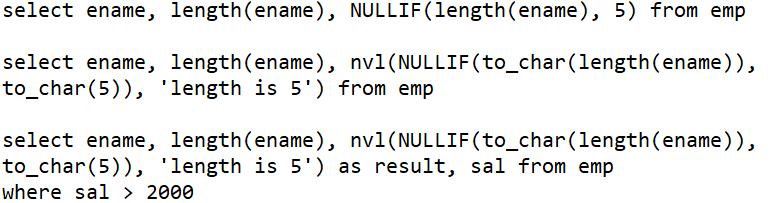 select ename, length(ename), NULLIF(length(ename), 5) from emp
select ename, length(ename), nvl(NULLIF(to_char(length(ename)),
to_char(5)), 'length is 5') from emp
select ename, length(ename), nvl(NULLIF(to_char(length(ename)),
to_char(5)), 'length is 5') as result, sal from emp
where sal > 2000